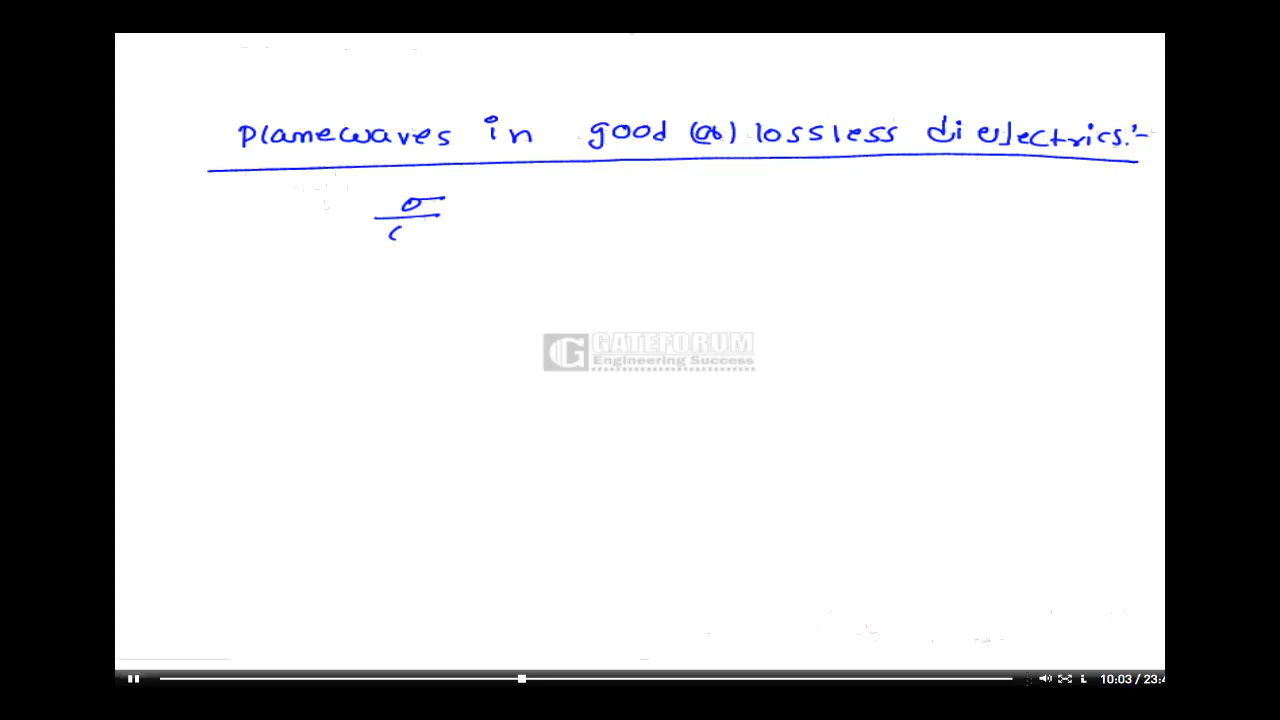 Planewaves in good (or) lossless dielectrics:-
σ
GATEFORUM
Engineering Success
10:03 / 23:4